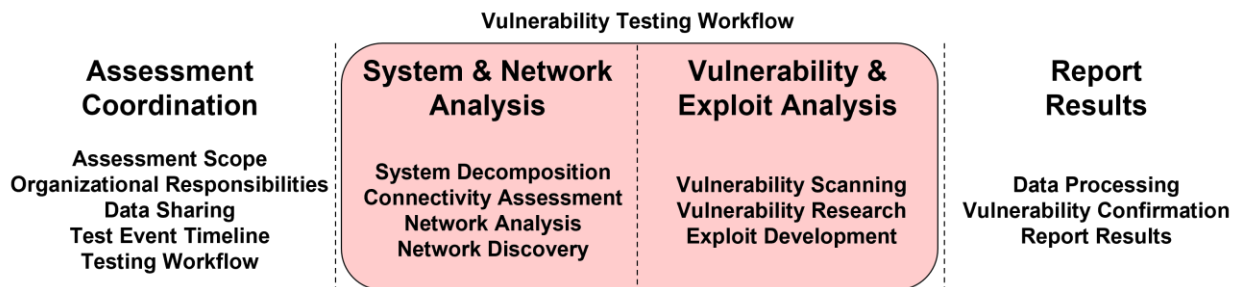 Vulnerability Testing Workflow
Assessment
Coordination
Assessment Scope
Organizational Responsibilities
Data Sharing
Test Event Timeline
Testing Workflow
System & Network
Analysis
System Decomposition
Connectivity Assessment
Network Analysis
Network Discovery
Vulnerability &
Exploit Analysis
Vulnerability Scanning
Vulnerability Research
Exploit Development
Report
Results
Data Processing
Vulnerability Confirmation
Report Results